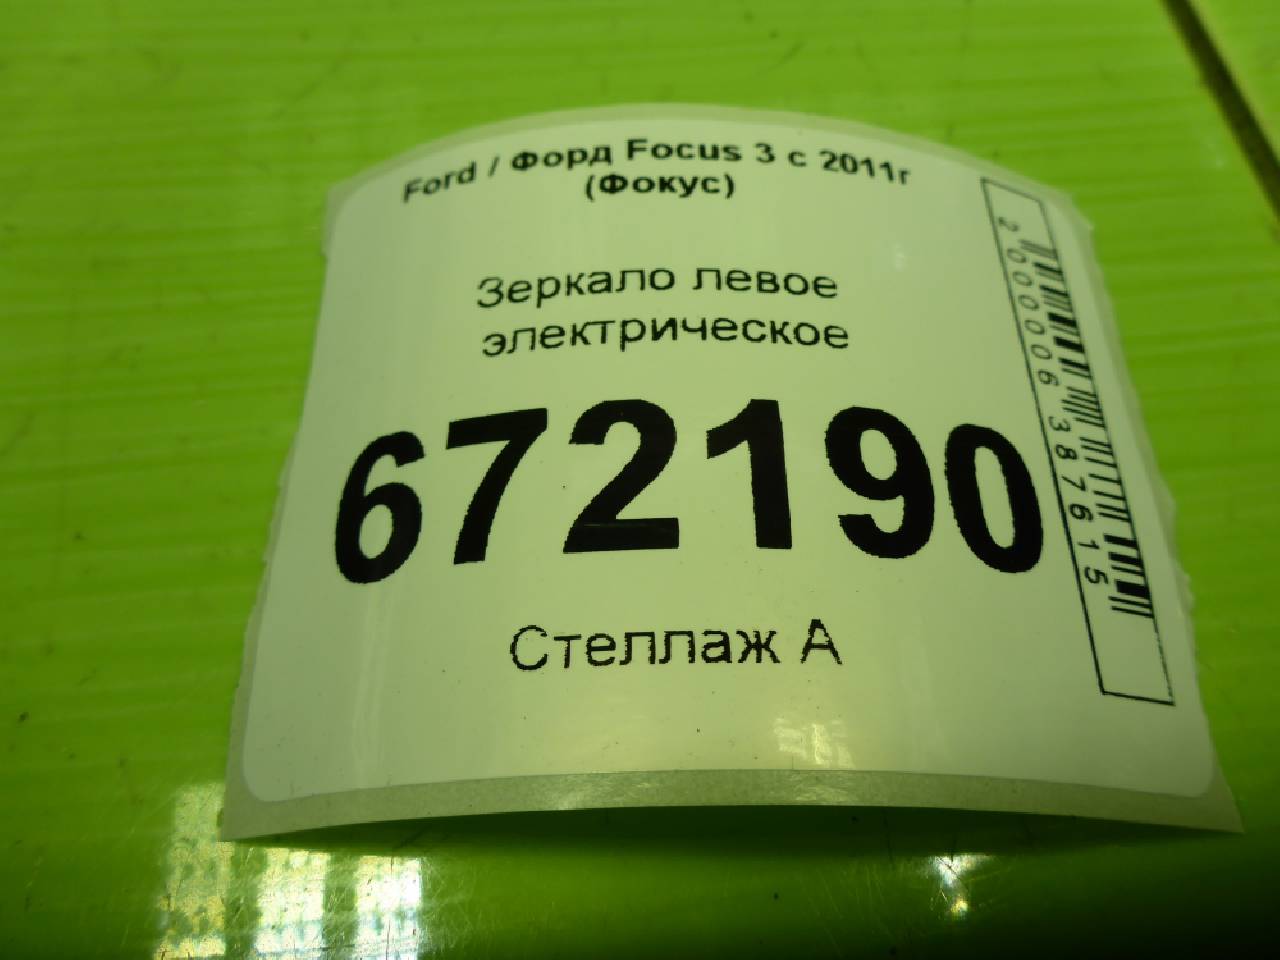 Ford / Форд Focus 3 с 2011г
(Фокус)
Зеркало левое
электрическое
672190
Стеллаж А
2000006387615